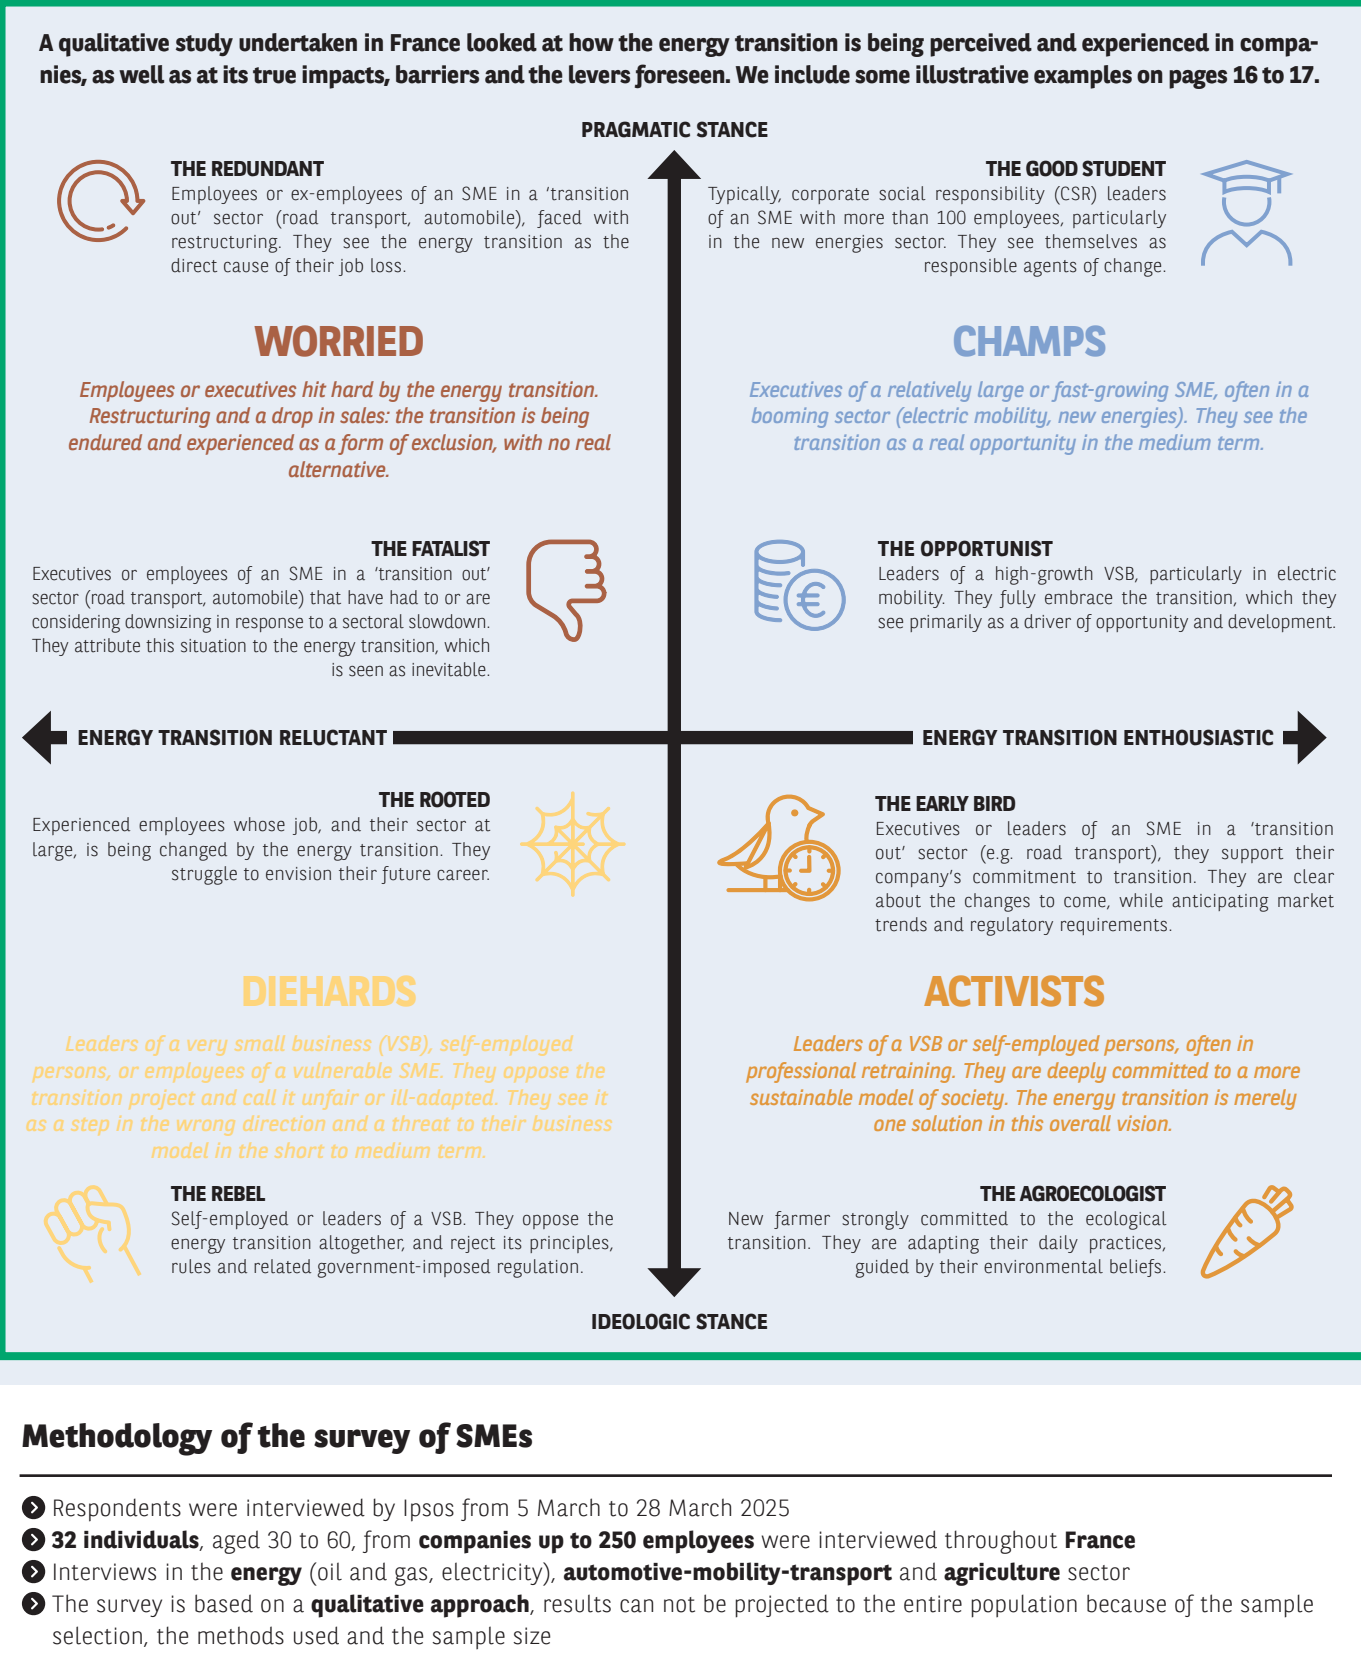 A qualitative study undertaken in France looked at how the energy transition is being perceived and experienced in compa-
nies, as well as at its true impacts, barriers and the levers foreseen. We include some illustrative examples on pages 16 to 17.
PRAGMATIC STANCE
THE REDUNDANT
Employees or ex-employees of an SME in a ‘transition
out’ sector (road transport, automobile), faced with
restructuring. They see the energy transition as the
direct cause of their job loss.
THE GOOD STUDENT
Typically, corporate social responsibility (CSR) leaders
of an SME with more than 100 employees, particularly
in the new energies sector. They see themselves as
responsible agents of change.
WORRIED
Employees or executives hit hard by the energy transition.
Restructuring and a drop in sales: the transition is being
endured and experienced as a form of exclusion, with no real
alternative.
CHAMPS
Executives of a relatively large or fast-growing SME, often in a
booming sector (electric mobility, new energies). They see the
transition as a real opportunity in the medium term.
THE FATALIST
Executives or employees of an SME in a ‘transition out’
sector (road transport, automobile) that have had to or are
considering downsizing in response to a sectoral slowdown.
They attribute this situation to the energy transition, which
is seen as inevitable.
THE OPPORTUNIST
Leaders of a high-growth VSB, particularly in electric
mobility. They fully embrace the transition, which they
see primarily as a driver of opportunity and development.
ENERGY TRANSITION RELUCTANT
ENERGY TRANSITION ENTHOUSIASTIC
THE ROOTED
Experienced employees whose job, and their sector at
large, is being changed by the energy transition. They
struggle to envision their future career.
THE EARLY BIRD
Executives or leaders of an SME in a ‘transition
out’ sector (e.g. road transport), they support their
company’s commitment to transition. They are clear
about the changes to come, while anticipating market
trends and regulatory requirements.
DIEHARDS
Leaders of a very small business (VSB), self-employed
persons, or employees of a vulnerable SME. They oppose the
transition project and call it unfair or ill-adapted. They see it
as a step in the wrong direction and a threat to their business
model in the short to medium term.
ACTIVISTS
Leaders of a VSB or self-employed persons, often in
professional retraining. They are deeply committed to a more
sustainable model of society. The energy transition is merely
one solution in this overall vision.
THE REBEL
Self-employed or leaders of a VSB. They oppose the
energy transition altogether, and reject its principles,
rules and related government-imposed regulation.
THE AGROECOLOGIST
New farmer strongly committed to the ecological
transition. They are adapting their daily practices,
guided by their environmental beliefs.
IDEOLOGIC STANCE
Methodology of the survey of SMEs
Respondents were interviewed by Ipsos from 5 March to 28 March 2025
32 individuals, aged 30 to 60, from companies up to 250 employees were interviewed throughout France
Interviews in the energy (oil and gas, electricity), automotive-mobility-transport and agriculture sector
The survey is based on a qualitative approach, results can not be projected to the entire population because of the sample
selection, the methods used and the sample size